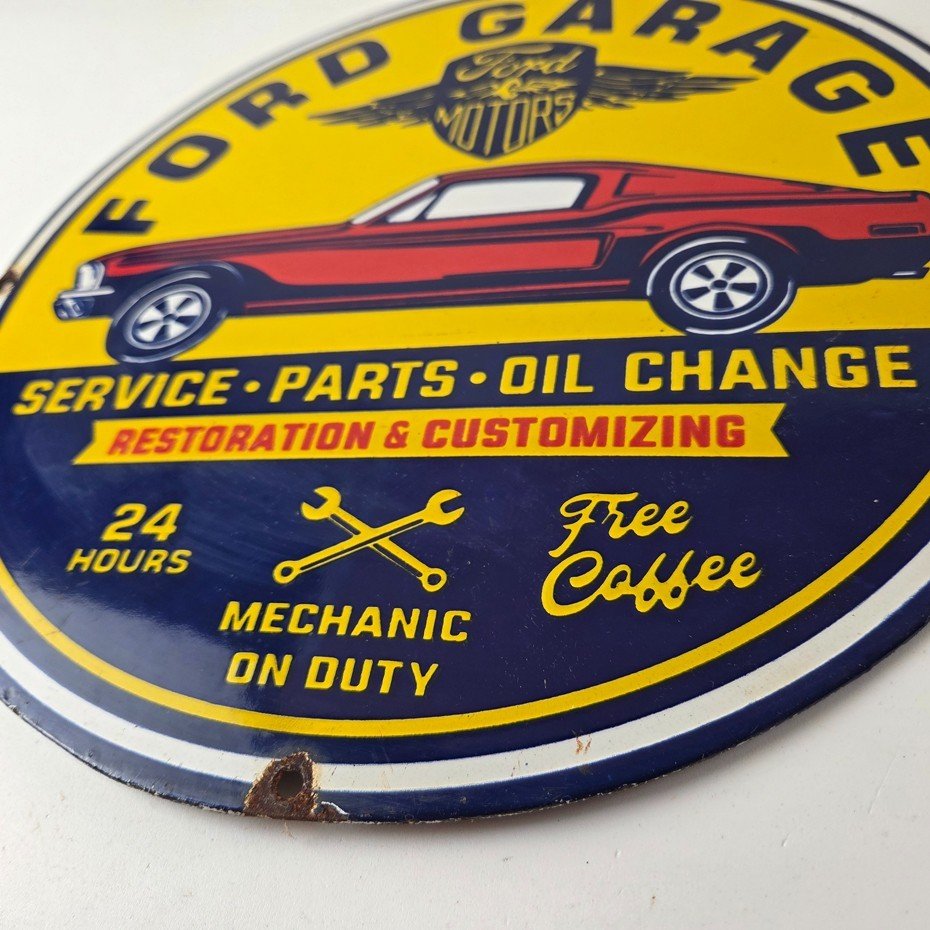 FORD GARAGE
Ford
MOTORS
SERVICE • PARTS • OIL CHANGE
RESTORATION & CUSTOMIZING
24
HOURS
Free
Coffee
MECHANIC
ON DUTY